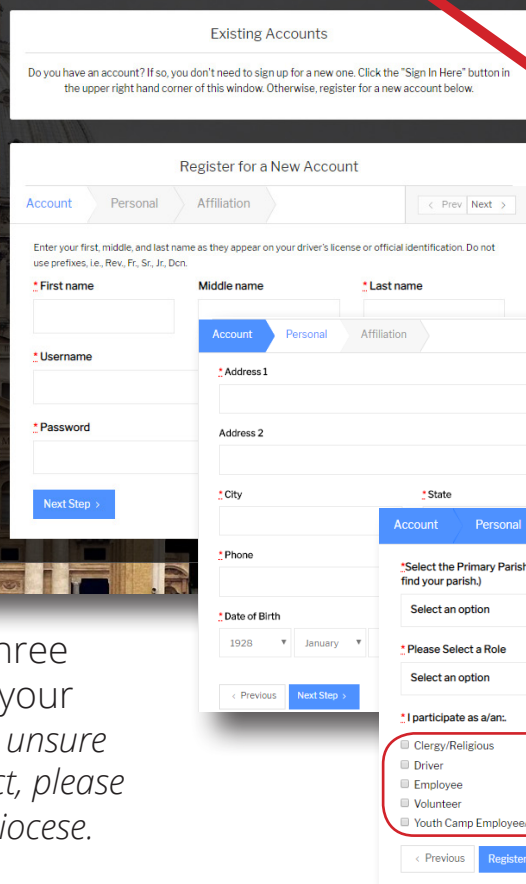 Existing Accounts
Do you have an account? If so, you don't need to sign up for a new one. Click the "Sign In Here" button in
the upper right hand corner of this window. Otherwise, register for a new account below.
Register for a New Account
Account Personal Affiliation < Prev Next >
Enter your first, middle, and last name as they appear on your driver's license or official identification. Do not
use prefixes, i.e., Rev., Fr., Sr., Jr., Dcn.
* First name Middle name * Last name
* Username
* Password
Next Step >
Account Personal Affiliation
* Address 1
Address 2
* City * State
* Phone
* Date of Birth
1928 January
< Previous Next Step >
Account Personal
*Select the Primary Parish
find your parish.)
Select an option
* Please Select a Role
Select an option
* I participate as a/an:.
Clergy/Religious
Driver
Employee
Volunteer
Youth Camp Employee
< Previous Register
your
unsure
please